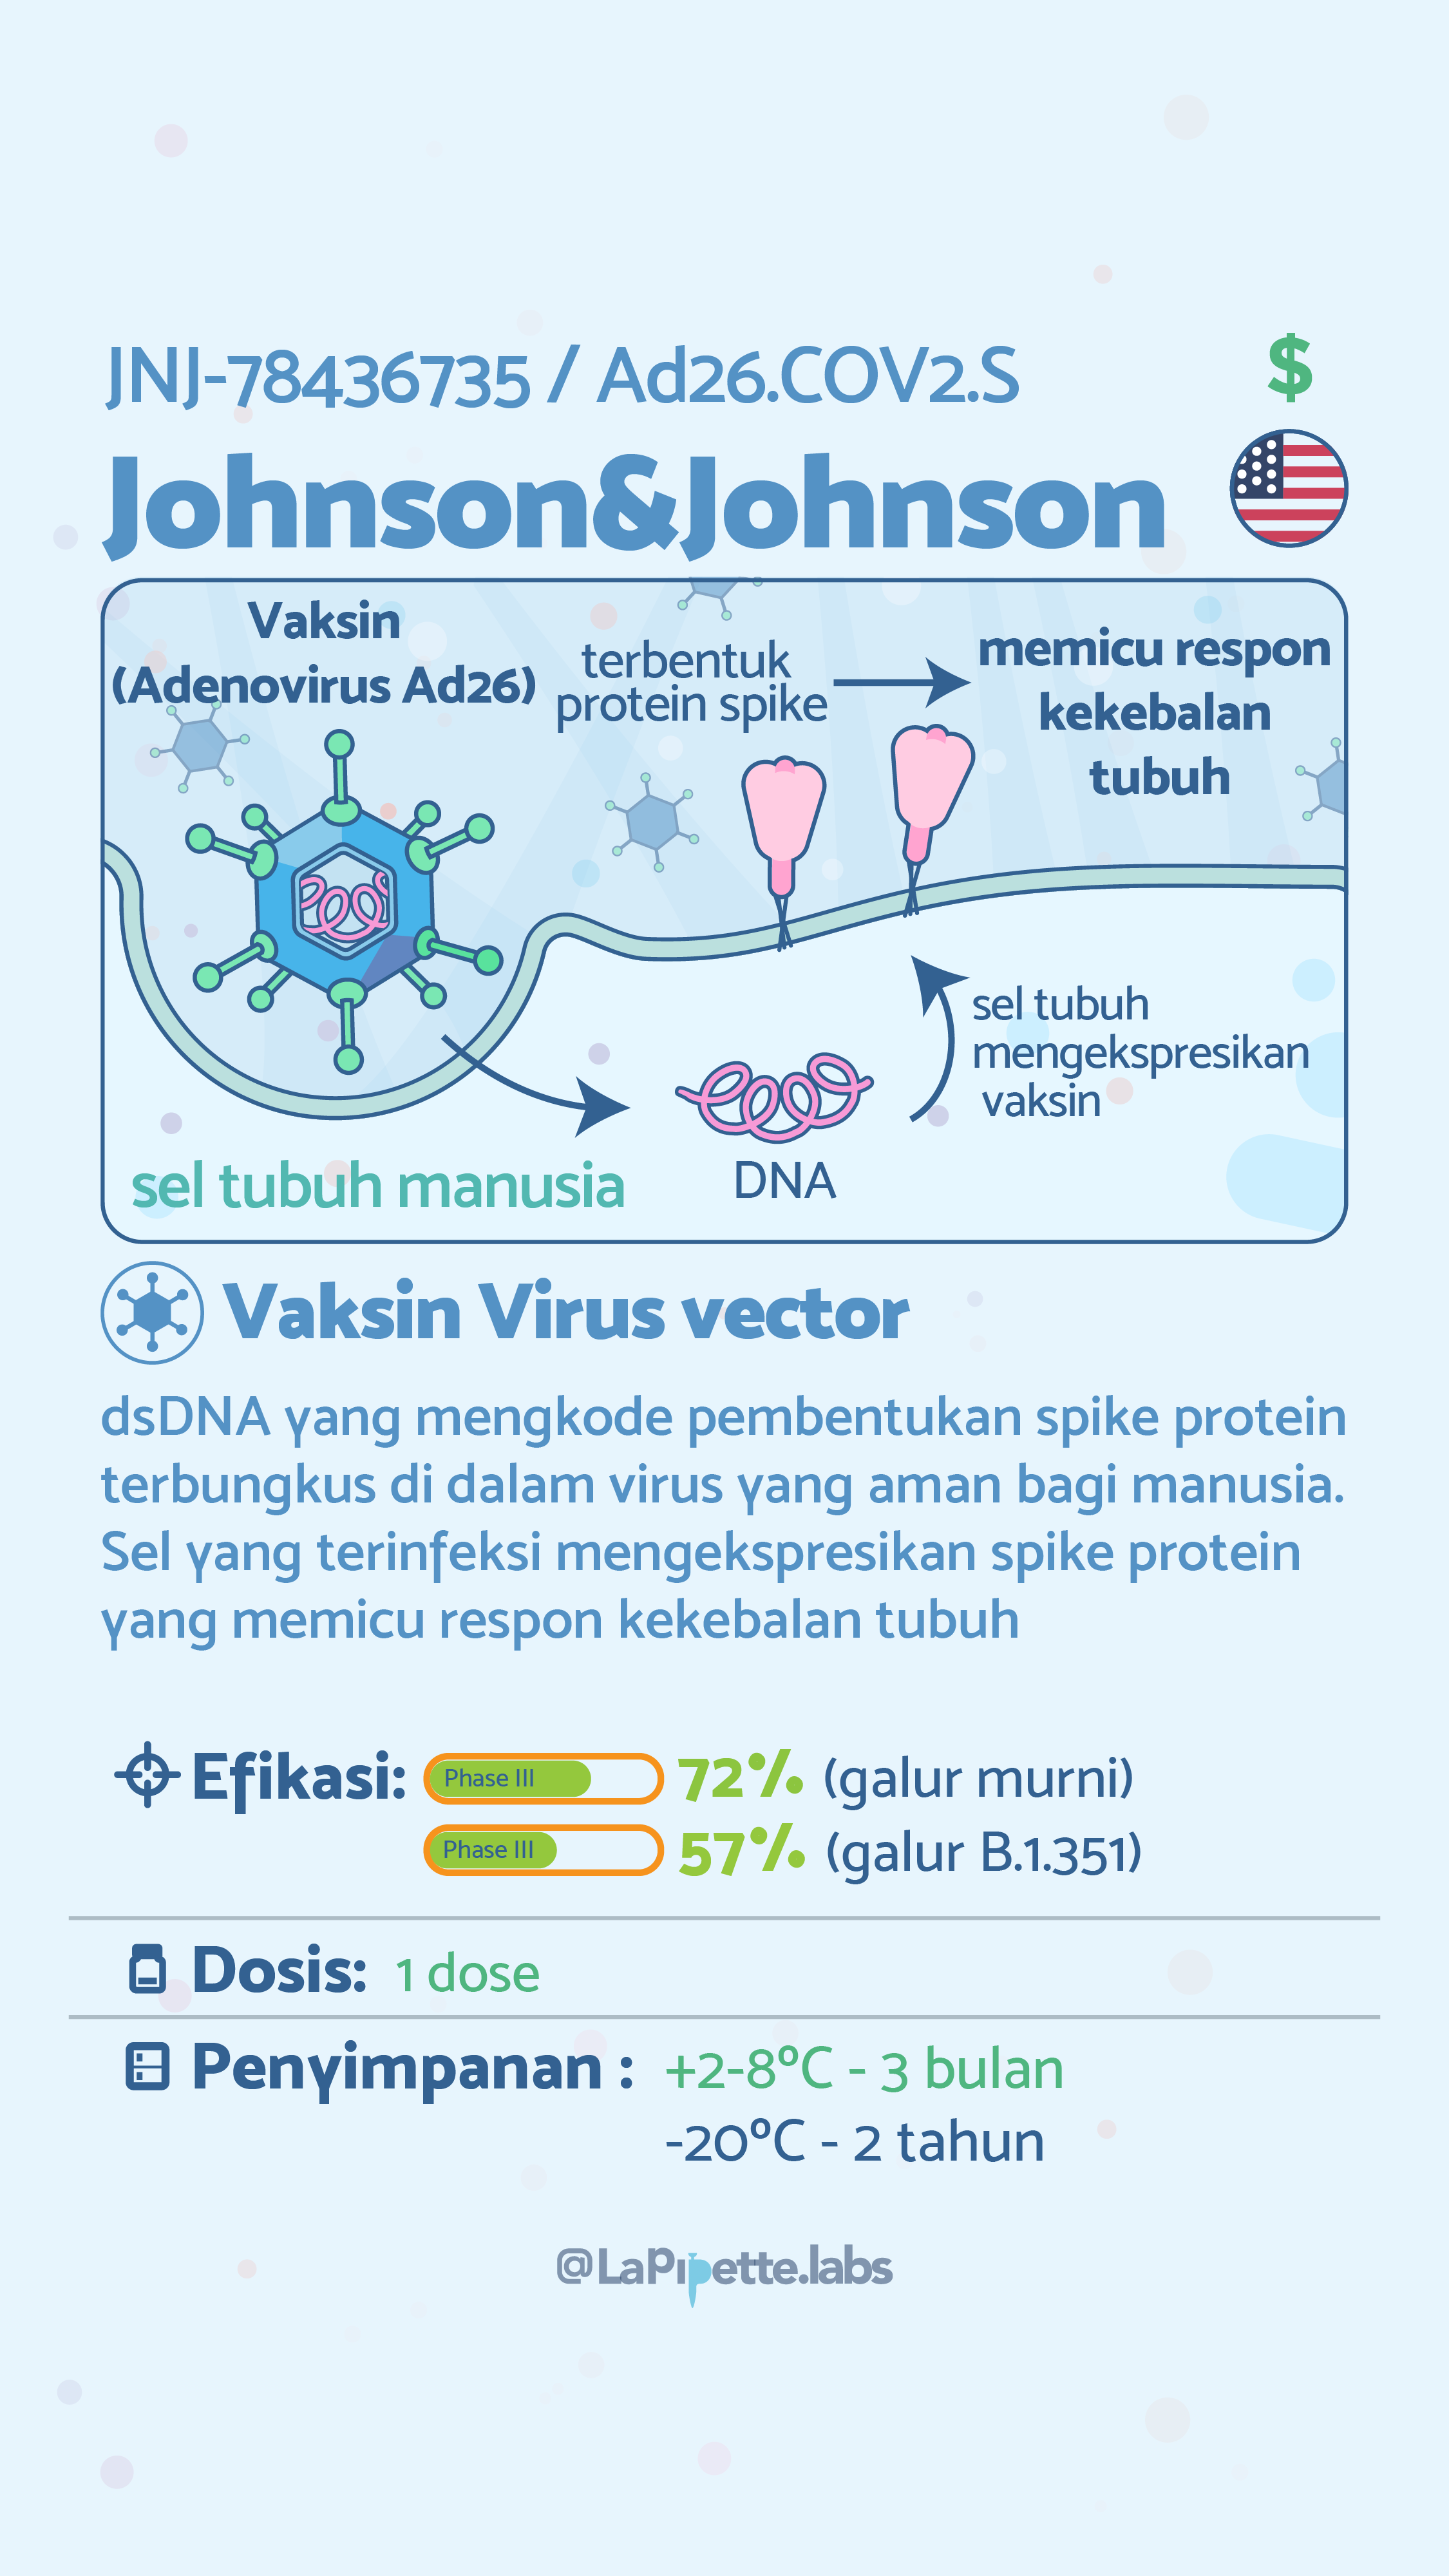 JNJ-78436735 / Ad26.COV2.S
$
Johnson&Johnson
Vaksin
(Adenovirus Ad26)
terbentuk
protein spike
memicu respon
kekebalan
tubuh
sel tubuh
mengekspresikan
vaksin
sel tubuh manusia
DNA
Vaksin Virus vector
dsDNA yang mengkode pembentukan spike protein
terbungkus di dalam virus yang aman bagi manusia.
Sel yang terinfeksi mengekspresikan spike protein
yang memicu respon kekebalan tubuh
Efikasi: Phase III 72% (galur murni)
Phase III 57% (galur B.1.351)
Dosis: 1 dose
Penyimpanan : +2-8°C - 3 bulan
-20°C - 2 tahun
@LaPipette.labs